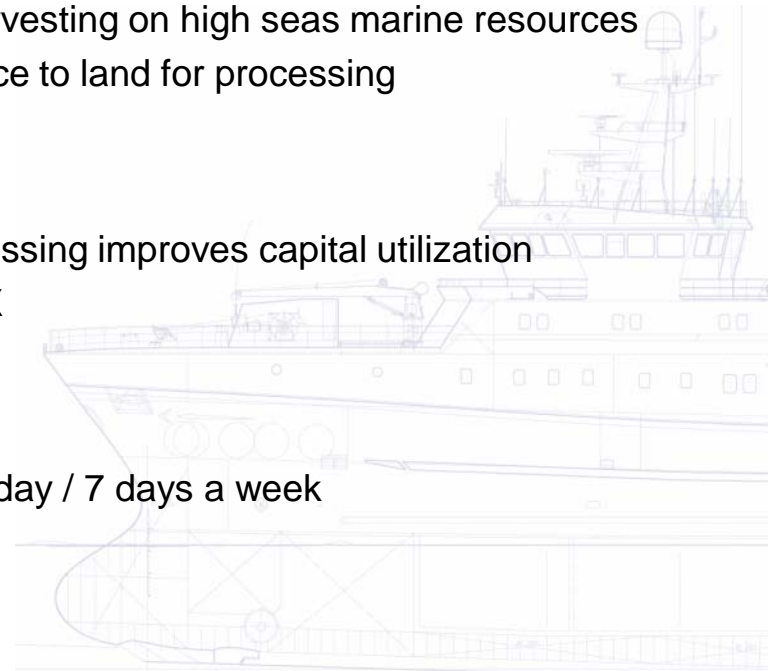 vesting on high seas marine resources
ce to land for processing
ssing improves capital utilization
day / 7 days a week